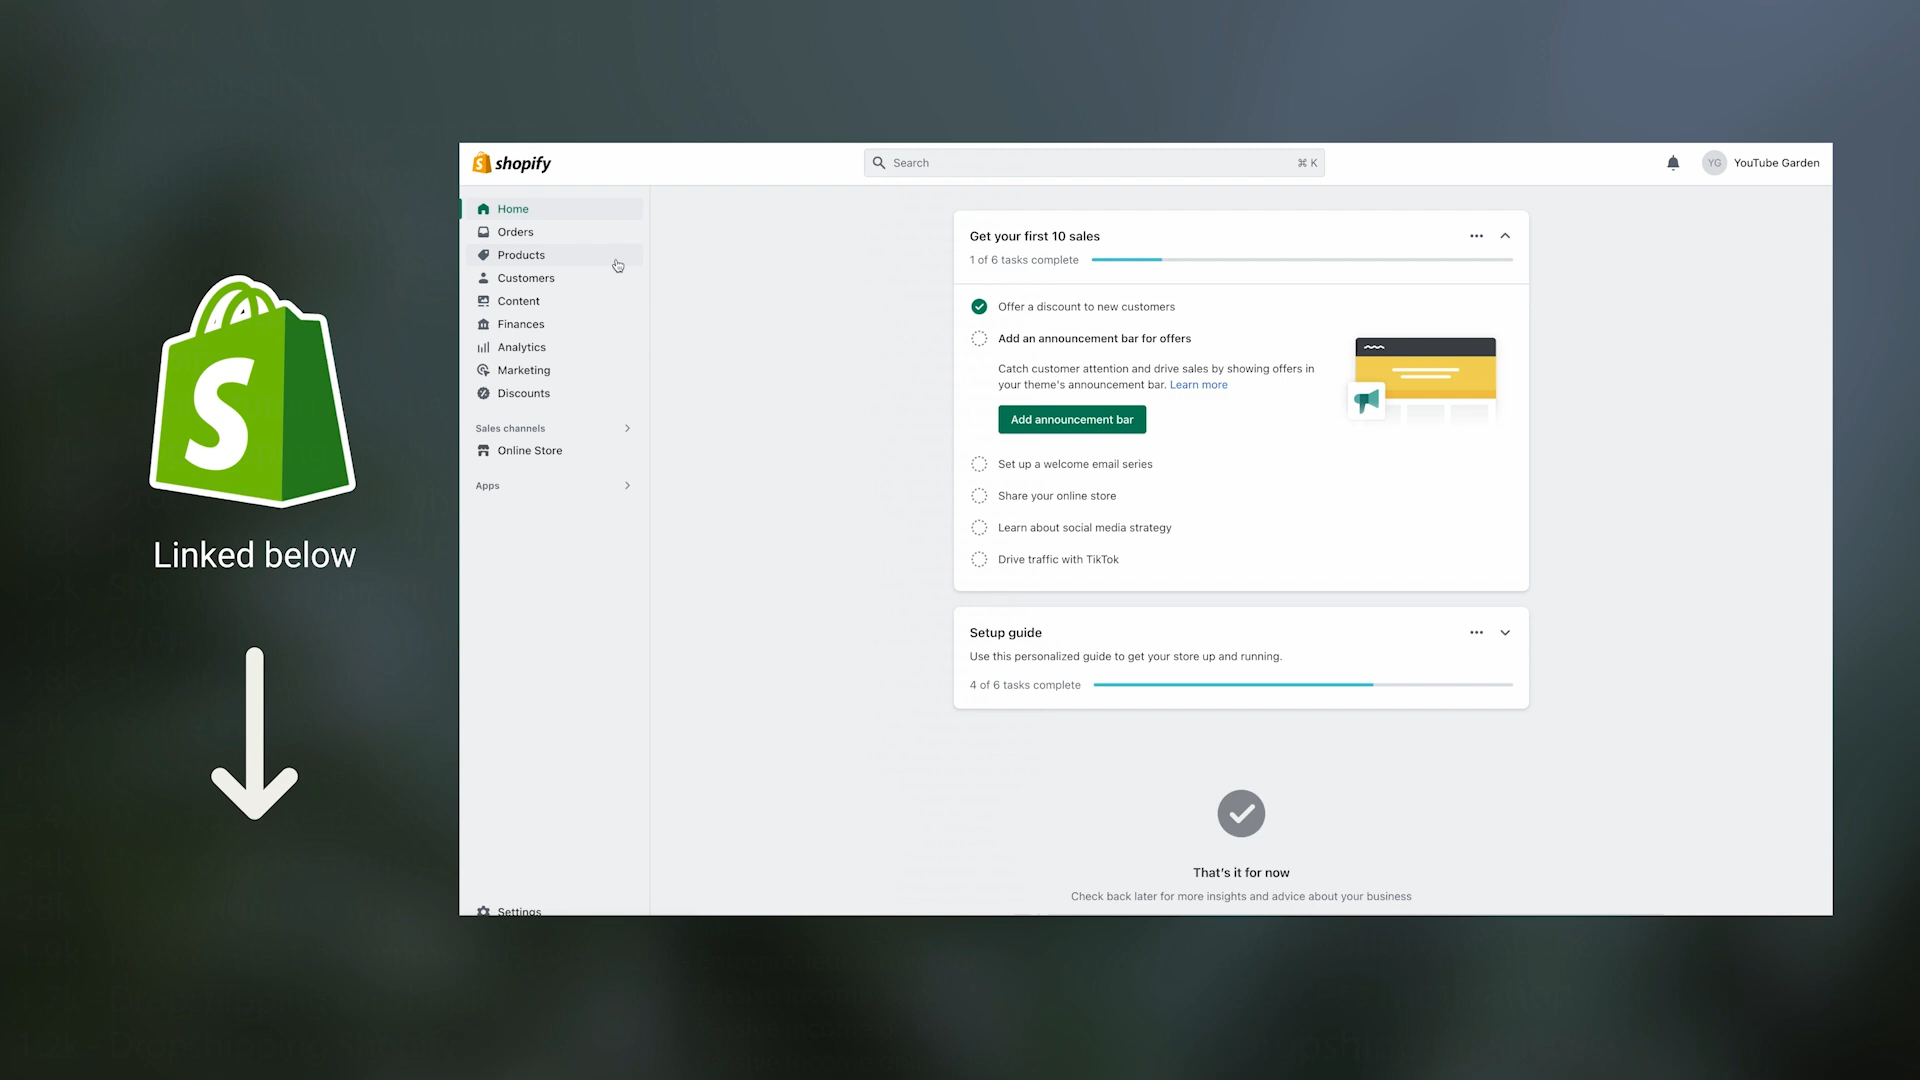 shopify
Search
⌘ K
YG
YouTube Garden
Home
Orders
Products
Customers
Content
Finances
Analytics
Marketing
Discounts
Sales channels
Online Store
Apps
Settings
Get your first 10 sales
1 of 6 tasks complete
Offer a discount to new customers
Add an announcement bar for offers
Catch customer attention and drive sales by showing offers in
your theme's announcement bar. Learn more
Add announcement bar
Set up a welcome email series
Share your online store
Learn about social media strategy
Drive traffic with TikTok
Setup guide
Use this personalized guide to get your store up and running.
4 of 6 tasks complete
That's it for now
Check back later for more insights and advice about your business
S
Linked below